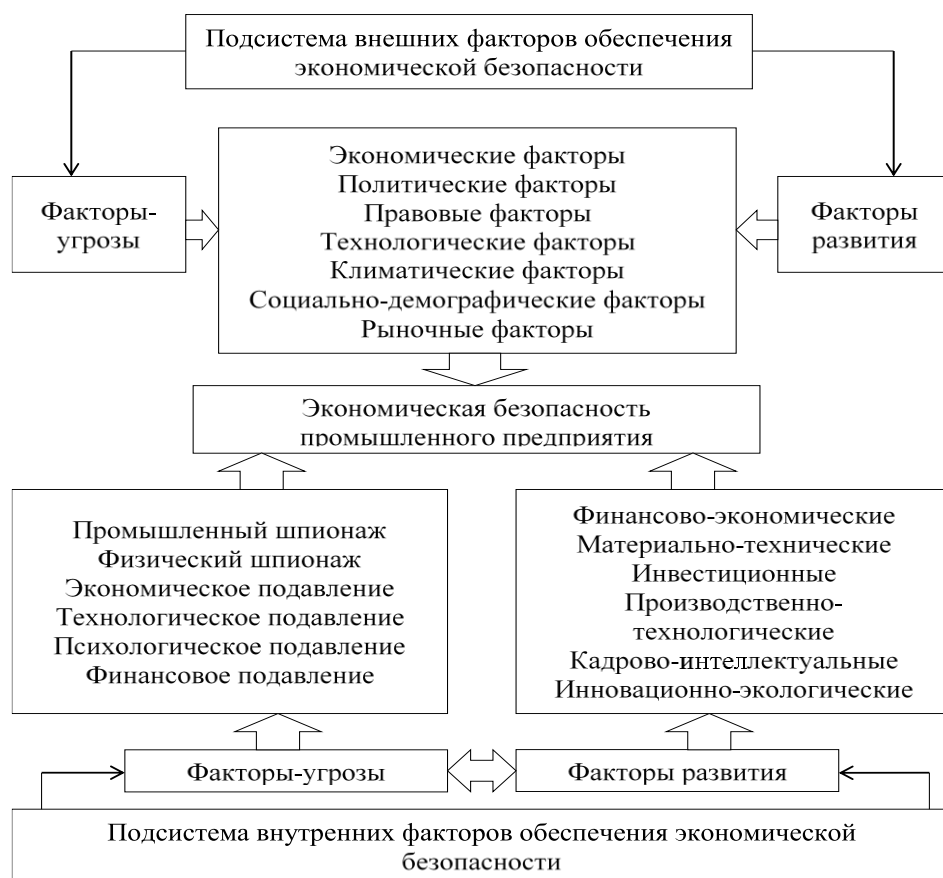 Подсистема внешних факторов обеспечения
экономической безопасности
Факторы-
угрозы
Экономические факторы
Политические факторы
Правовые факторы
Технологические факторы
Климатические факторы
Социально-демографические факторы
Рыночные факторы
Факторы
развития
Экономическая безопасность
промышленного предприятия
Промышленный шпионаж
Физический шпионаж
Экономическое подавление
Технологическое подавление
Психологическое подавление
Финансовое подавление
Финансово-экономические
Материально-технические
Инвестиционные
Производственно-
технологические
Кадрово-интеллектуальные
Инновационно-экологические
Факторы-угрозы
Факторы развития
Подсистема внутренних факторов обеспечения экономической
безопасности